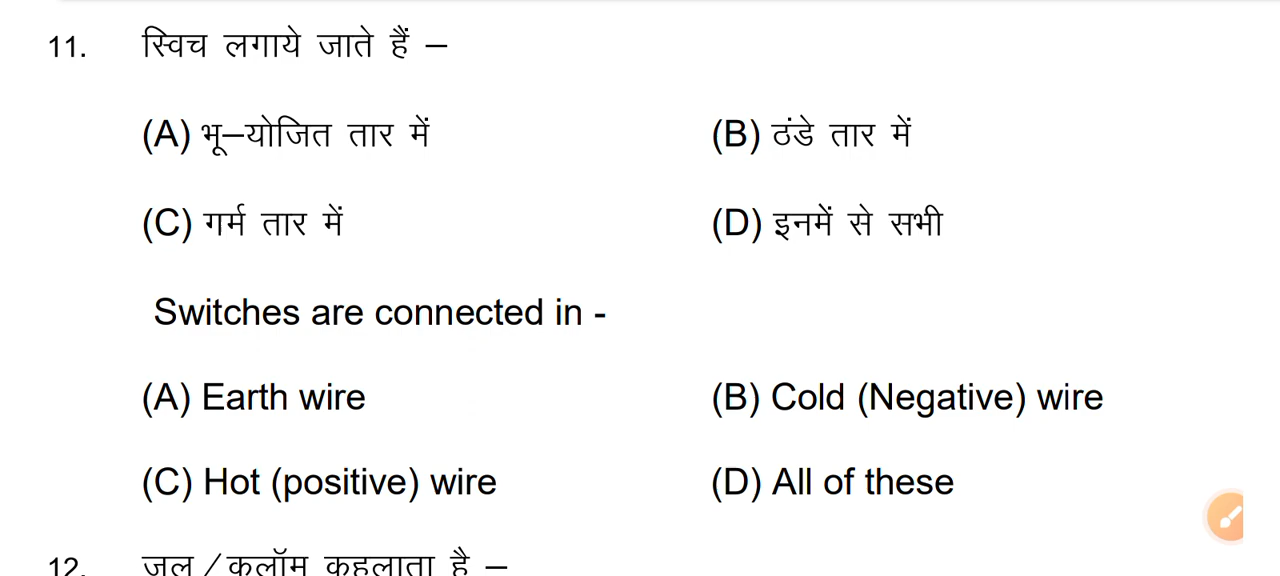 11. स्विच लगाये जाते हैं –
(A) भू–योजित तार में (B) ठंडे तार में
(C) गर्म तार में (D) इनमें से सभी
Switches are connected in -
(A) Earth wire (B) Cold (Negative) wire
(C) Hot (positive) wire (D) All of these
12. जूल ⁄ कूलॉम कहलाता है –